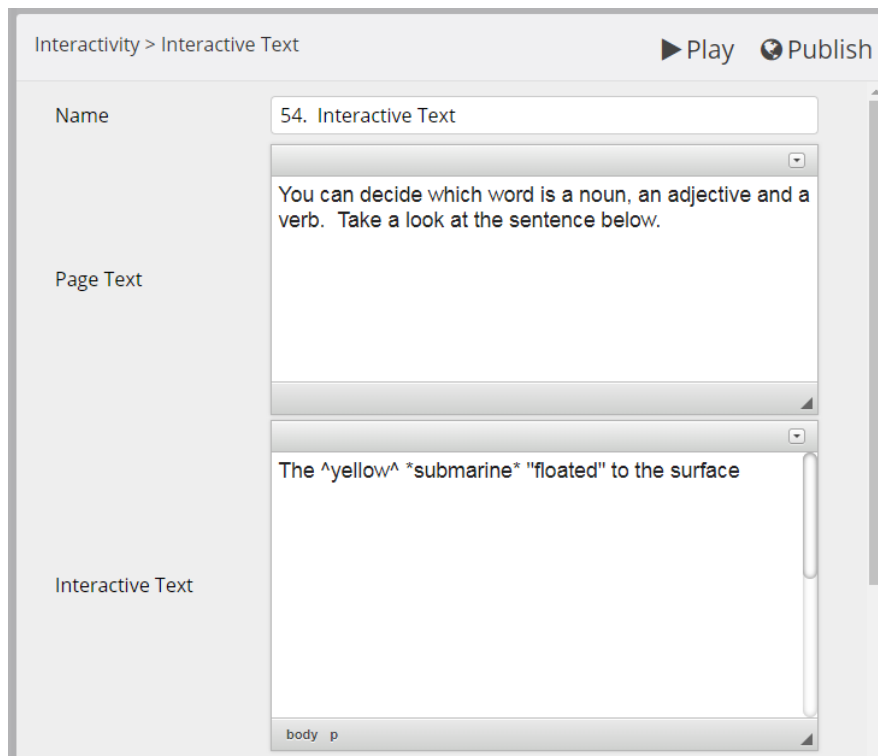 Interactivity > Interactive Text
Play Publish
Name
54.  Interactive Text
You can decide which word is a noun, an adjective and a
verb.  Take a look at the sentence below.
Page Text
The ^yellow^ *submarine* "floated" to the surface
Interactive Text
body p